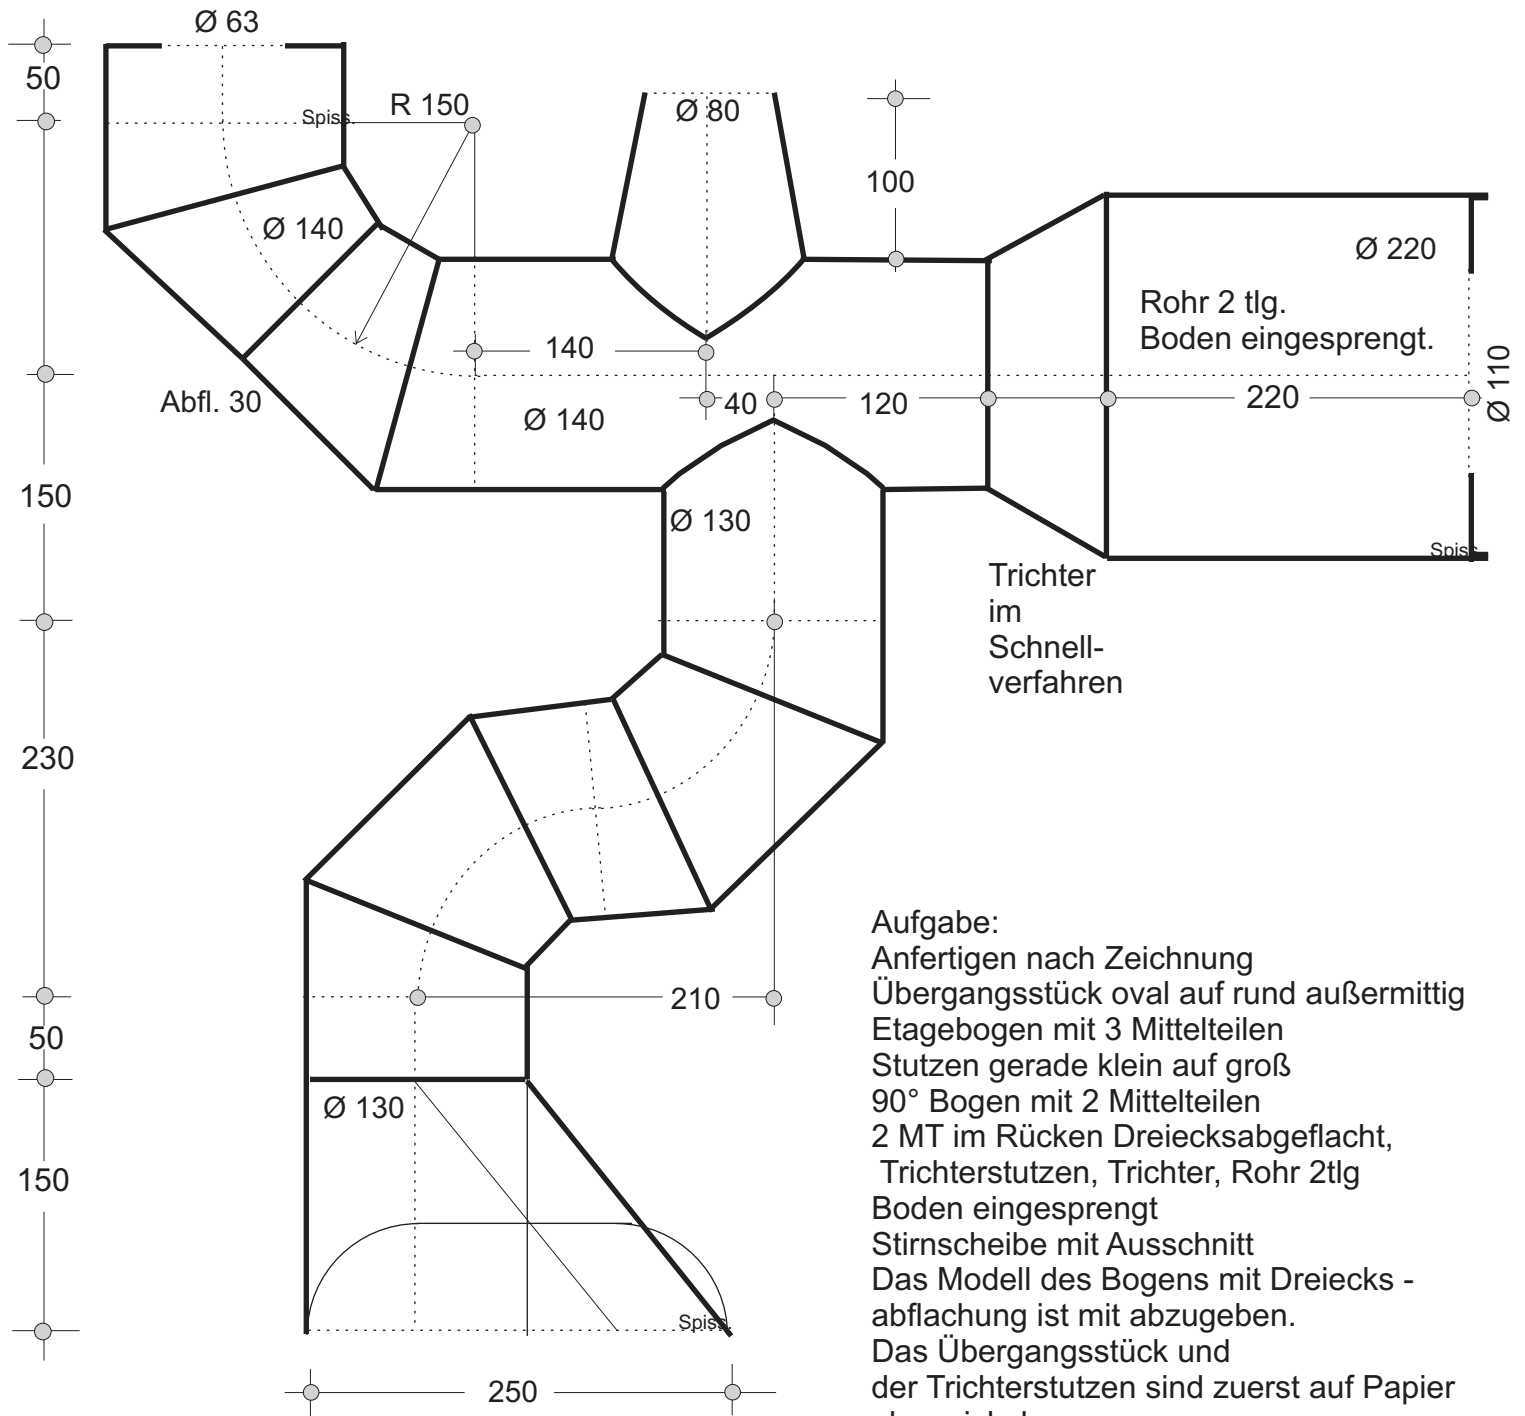 Ø 63
50
Spiss.
R 150
Ø 80
100
Ø 140
Ø 220
Rohr 2 tlg.
Boden eingesprengt.
140
Abfl. 30
40
120
220
Ø 110
Ø 140
150
Ø 130
Spiss.
Trichter
im
Schnell-
verfahren
230
210
50
Ø 130
150
Spiss.
250
Aufgabe:
Anfertigen nach Zeichnung
Übergangsstück oval auf rund außermittig
Etagebogen mit 3 Mittelteilen
Stutzen gerade klein auf groß
90° Bogen mit 2 Mittelteilen
2 MT im Rücken Dreiecksabgeflacht,
Trichterstutzen, Trichter, Rohr 2tlg
Boden eingesprengt
Stirnscheibe mit Ausschnitt
Das Modell des Bogens mit Dreiecks -
abflachung ist mit abzugeben.
Das Übergangsstück und
der Trichterstutzen sind zuerst auf Papier